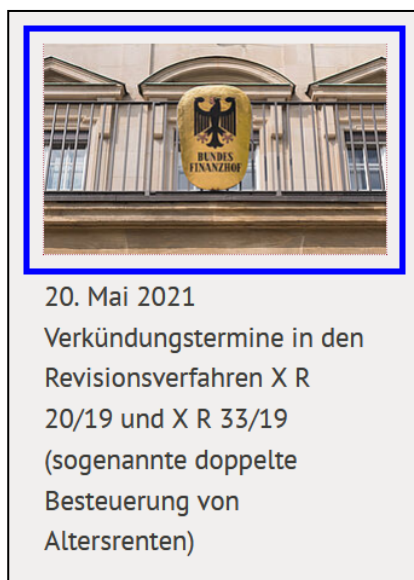 BUNDES
FINANZHOF
20. Mai 2021
Verkündungstermine in den
Revisionsverfahren X R
20/19 und X R 33/19
(sogenannte doppelte
Besteuerung von
Altersrenten)